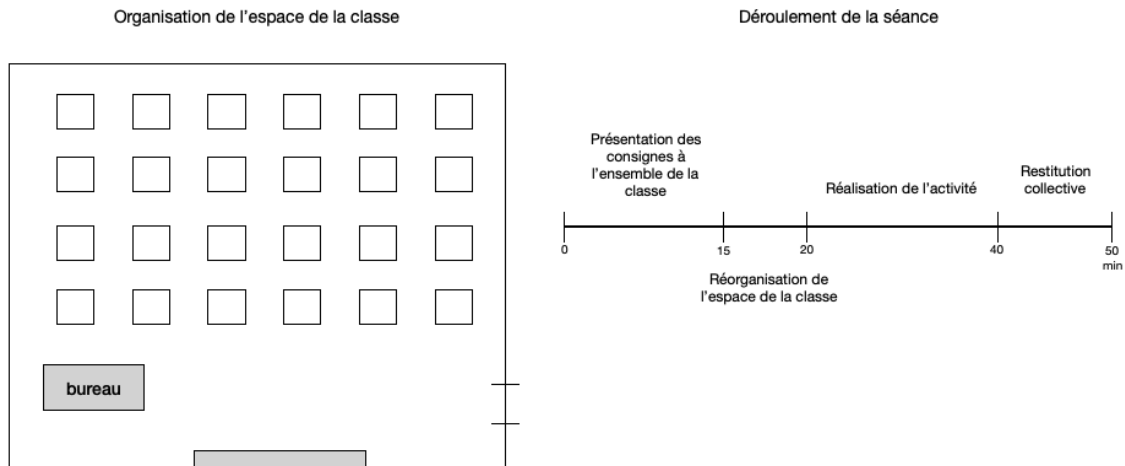 Organisation de l'espace de la classe
bureau
Déroulement de la séance
Présentation des
consignes à
l'ensemble de la
classe
Réalisation de l'activité
Restitution
collective
0
15
20
40
50
min
Réorganisation de
l'espace de la classe